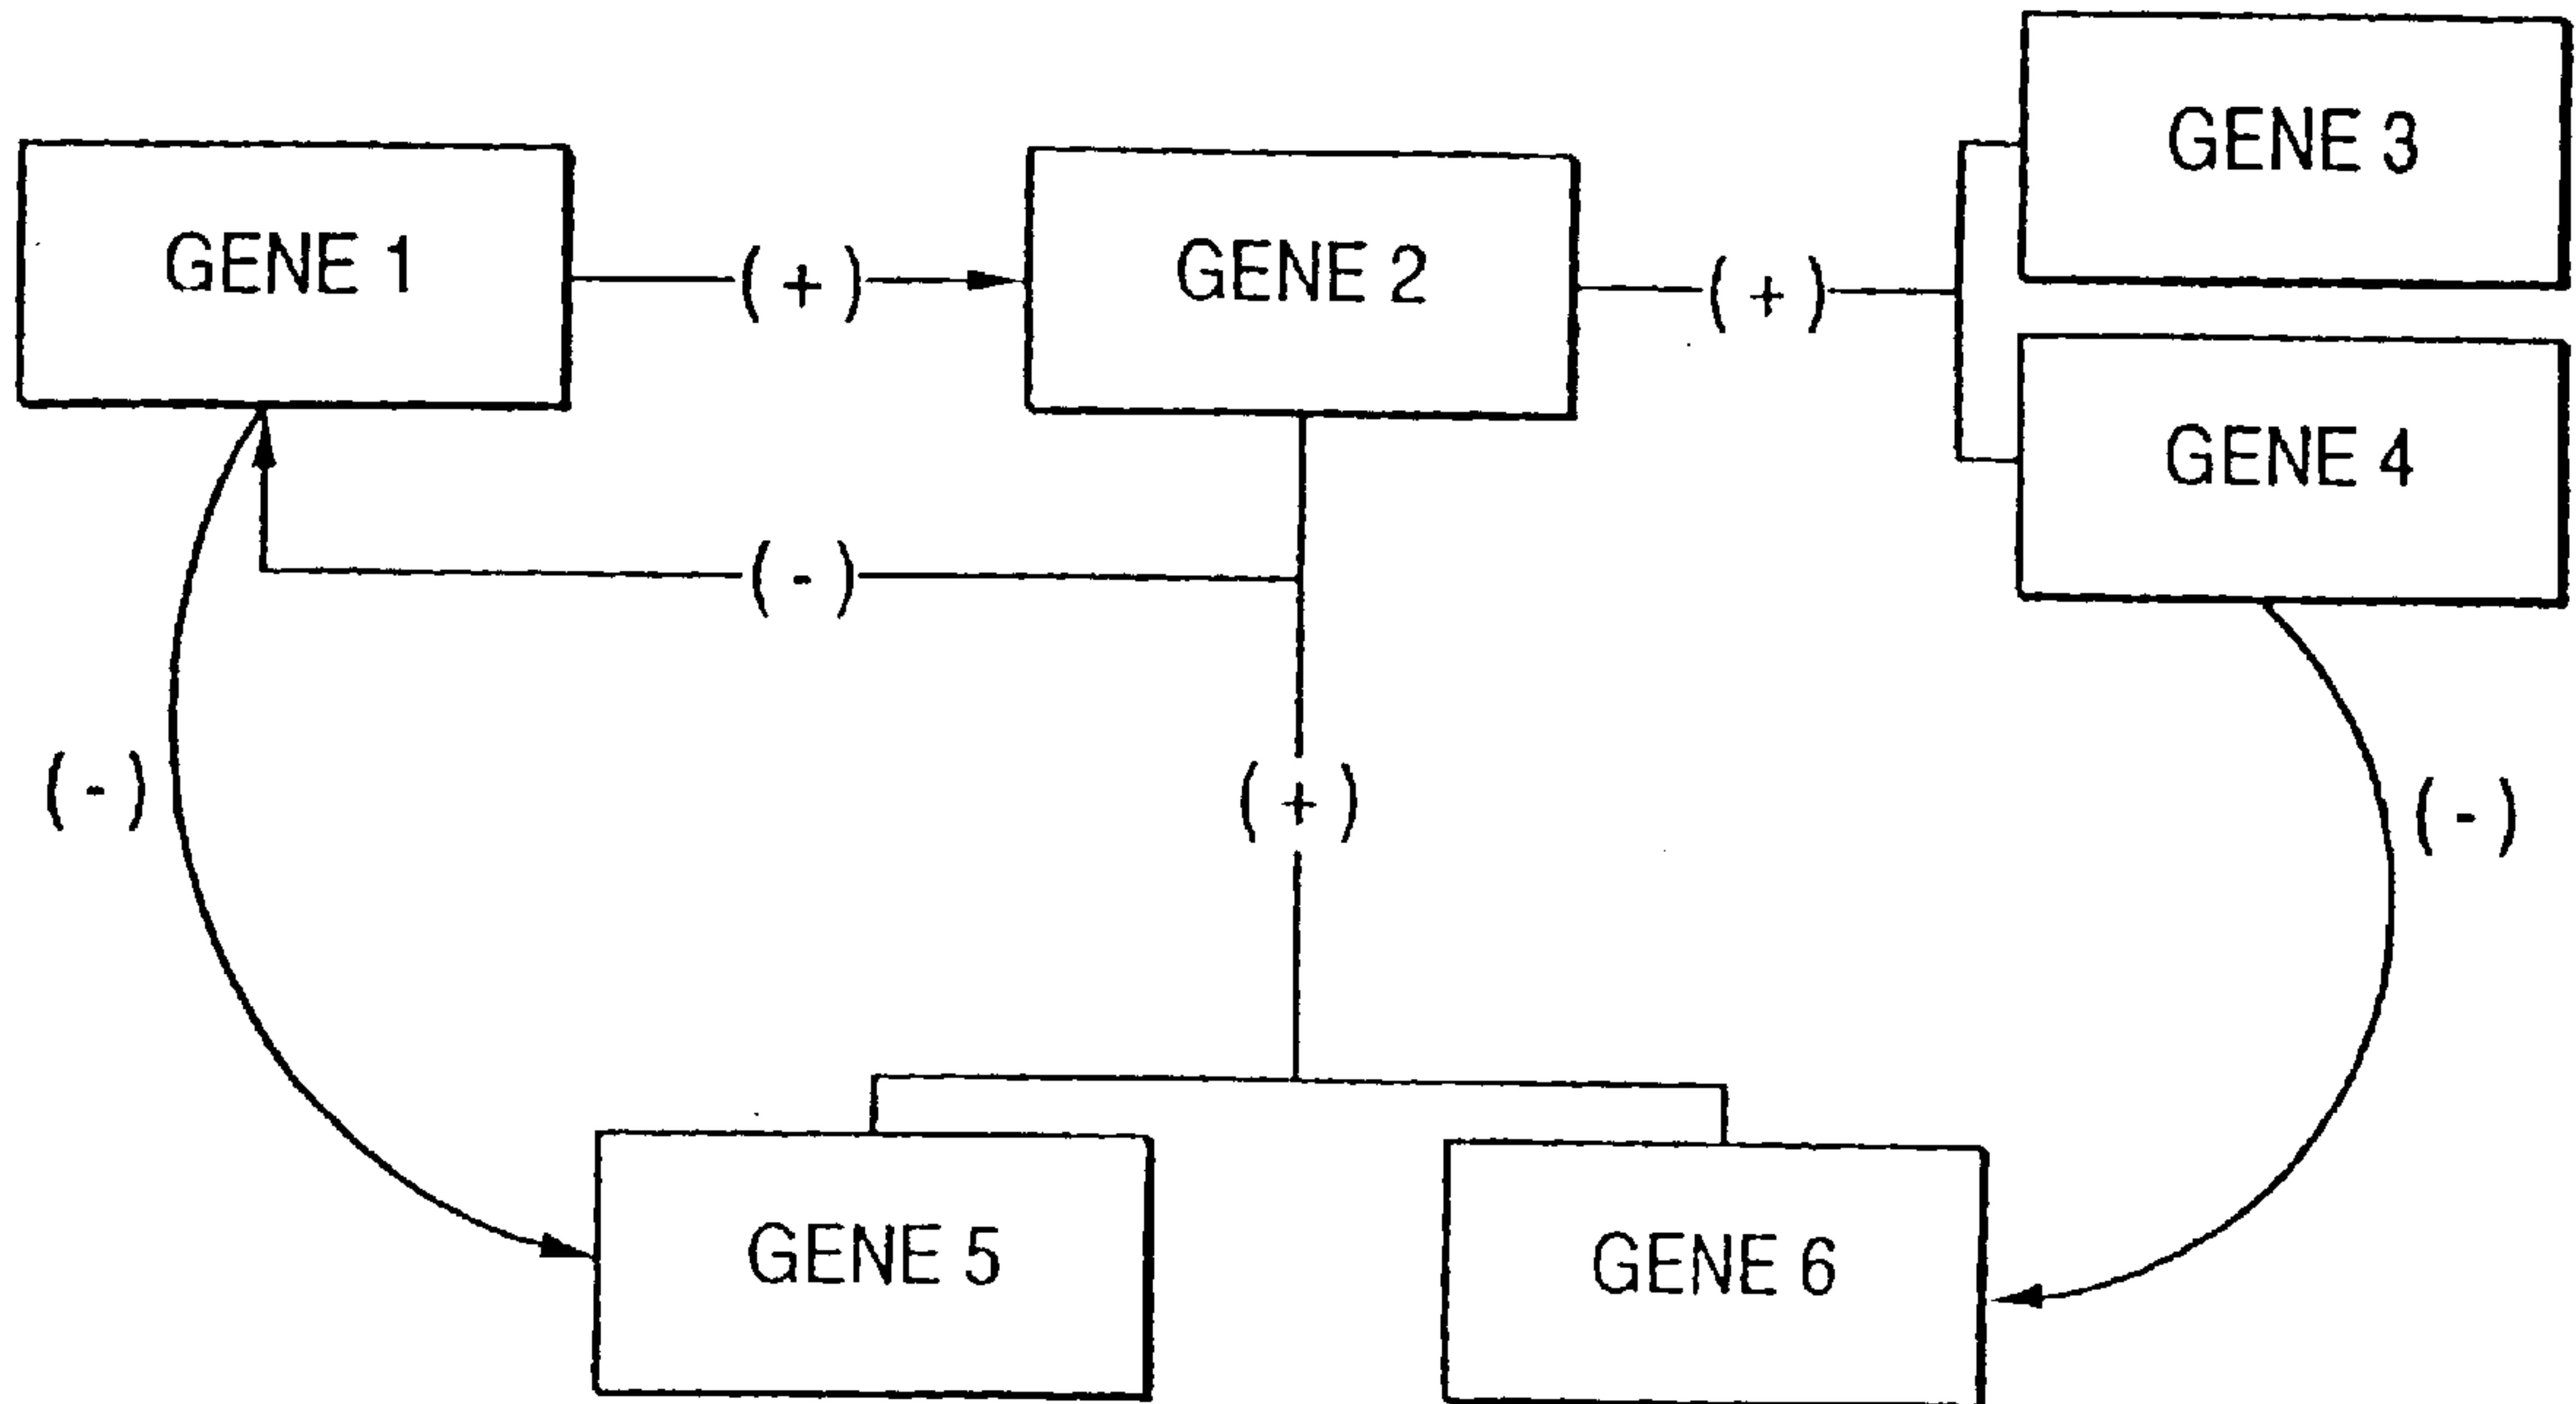 GENE 3
GENE 1
( + )
GENE 2
( + )
GENE 4
( - )
( - )
( + )
( - )
GENE 5
GENE 6